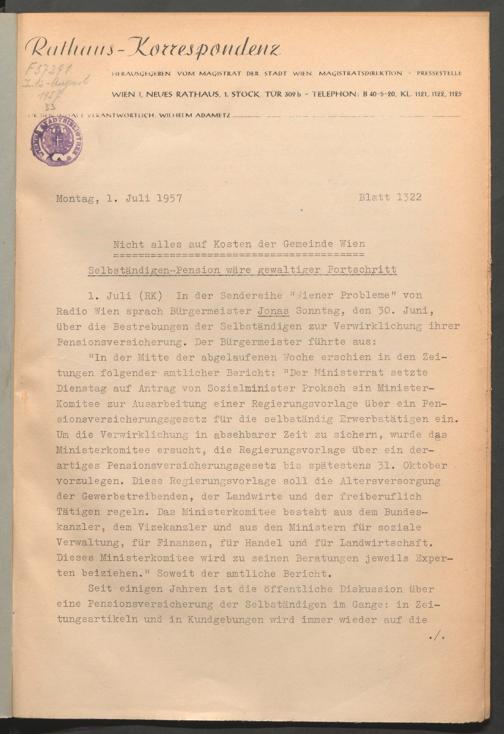 Rathaus-Korrespondenz
F57291
Juli-August
1957
33
HERAUSGEGEBEN VOM MAGISTRAT DER STADT WIEN, MAGISTRATSDIREKTION - PRESSESTELLE
WIEN I, NEUES RATHAUS, 1. STOCK, TÜR 309b - TELEPHON: B 40-5-20, KL. 1121, 1122, 1125
VERANTWORTLICH: WILHELM ADAMETZ
STADTBIBLIOTHEK
Montag, 1. Juli 1957 Blatt 1322
Nicht alles auf Kosten der Gemeinde Wien
========================================
Selbständigen-Pension wäre gewaltiger Fortschritt
1. Juli (RK) In der Sendereihe "Wiener Probleme" von
Radio Wien sprach Bürgermeister Jonas Sonntag, den 30. Juni,
über die Bestrebungen der Selbständigen zur Verwirklichung ihrer
Pensionsversicherung. Der Bürgermeister führte aus:
"In der Mitte der abgelaufenen Woche erschien in den Zei-
tungen folgender amtlicher Bericht: "Der Ministerrat setzte
Dienstag auf Antrag von Sozialminister Proksch ein Minister-
Komitee zur Ausarbeitung einer Regierungsvorlage über ein Pen-
sionsversicherungsgesetz für die selbständig Erwerbstätigen ein.
Um die Verwirklichung in absehbarer Zeit zu sichern, wurde das
Ministerkomitee ersucht, die Regierungsvorlage über ein der-
artiges Pensionsversicherungsgesetz bis spätestens 31. Oktober
vorzulegen. Diese Regierungsvorlage soll die Altersversorgung
der Gewerbetreibenden, der Landwirte und der freiberuflich
Tätigen regeln. Das Ministerkomitee besteht aus dem Bundes-
kanzler, dem Vizekanzler und aus den Ministern für soziale
Verwaltung, für Finanzen, für Handel und für Landwirtschaft.
Dieses Ministerkomitee wird zu seinen Beratungen jeweils Exper-
ten beiziehen." Soweit der amtliche Bericht.
Seit einigen Jahren ist die öffentliche Diskussion über
eine Pensionsversicherung der Selbständigen im Gange: in Zei-
tungsartikeln und in Kundgebungen wird immer wieder auf die
./.